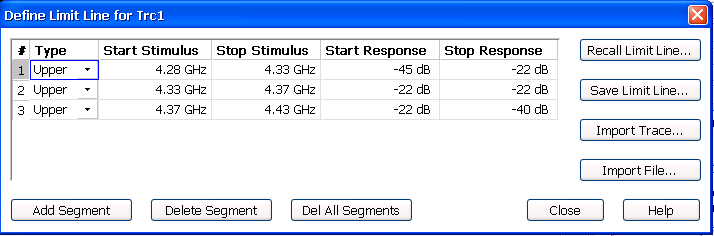 Define Limit Line for Trc1
# Type Start Stimulus Stop Stimulus Start Response Stop Response
1 Upper 4.28 GHz 4.33 GHz -45 dB -22 dB
2 Upper 4.33 GHz 4.37 GHz -22 dB -22 dB
3 Upper 4.37 GHz 4.43 GHz -22 dB -40 dB
Recall Limit Line...
Save Limit Line...
Import Trace...
Import File...
Add Segment Delete Segment Del All Segments Close Help